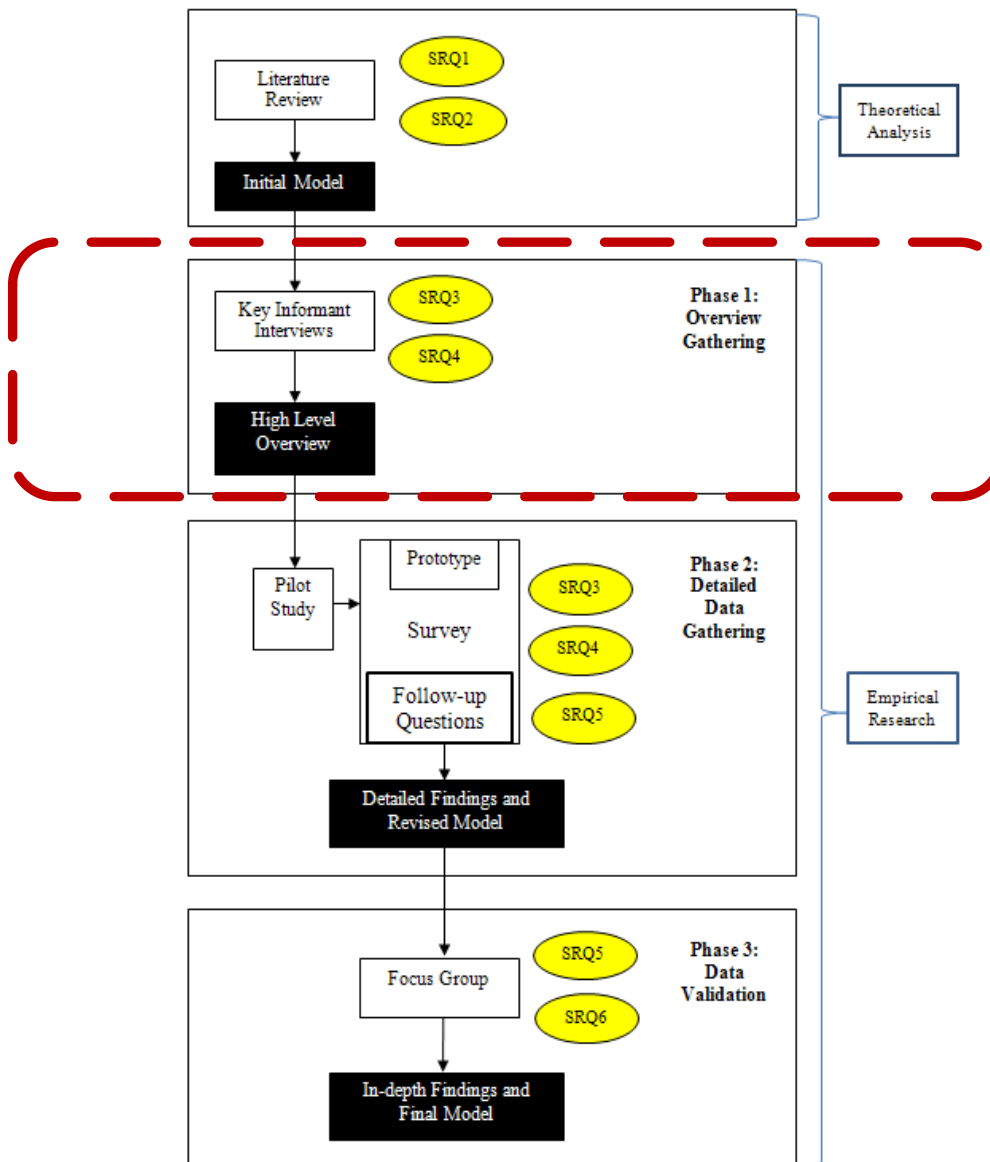 Literature
Review
SRQ1
SRQ2
Initial Model
Theoretical
Analysis
Key Informant
Interviews
SRQ3
SRQ4
High Level
Overview
Phase 1:
Overview
Gathering
Pilot
Study
Prototype
Survey
Follow-up
Questions
SRQ3
SRQ4
SRQ5
Phase 2:
Detailed
Data
Gathering
Detailed Findings and
Revised Model
Empirical
Research
Focus Group
SRQ5
SRQ6
Phase 3:
Data
Validation
In-depth Findings and
Final Model